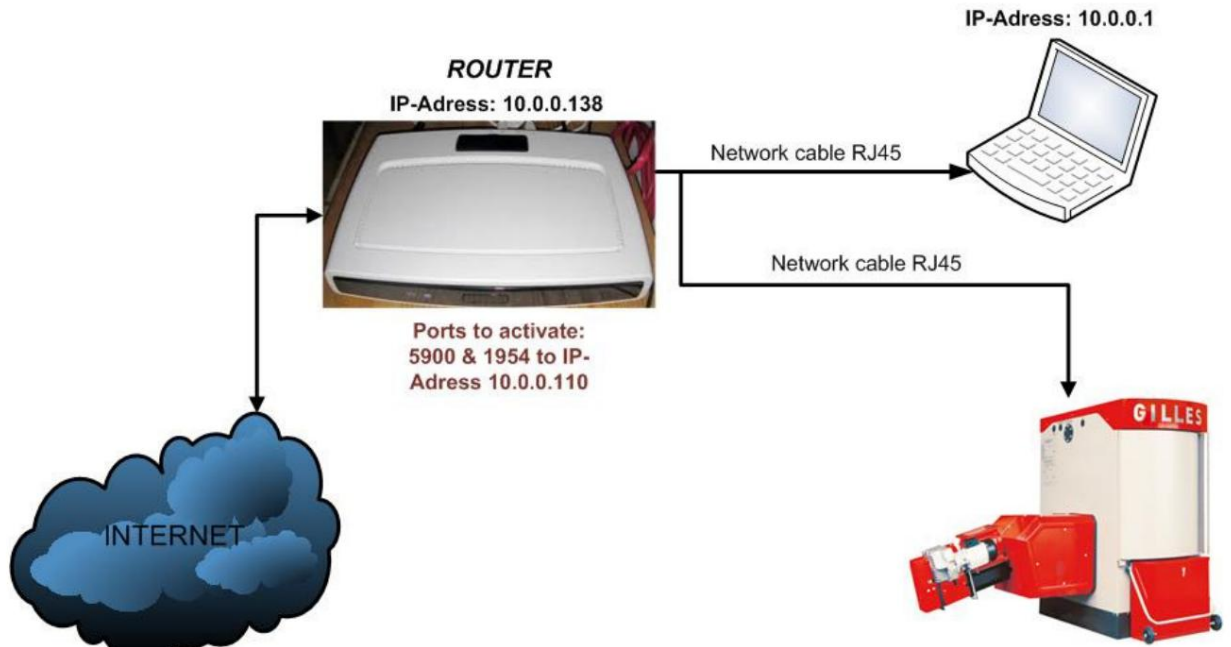 IP-Adress: 10.0.0.1
ROUTER
IP-Adress: 10.0.0.138
Network cable RJ45
Network cable RJ45
Ports to activate:
5900 & 1954 to IP-
Adress 10.0.0.110
GILLES
INTERNET